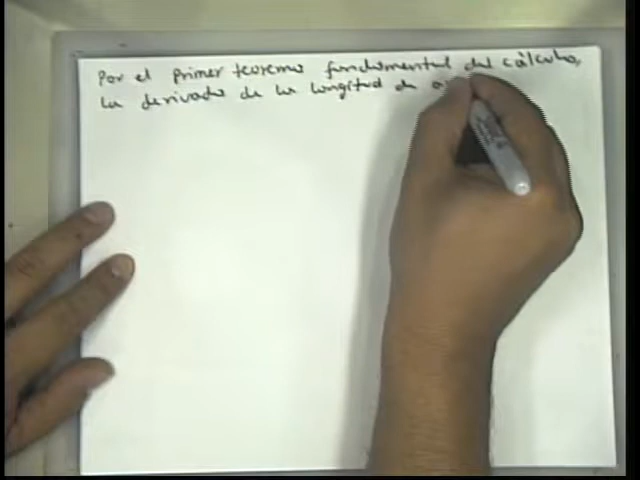 Por el primer teorema fundamental del cálculo,
la derivada de la longitud de